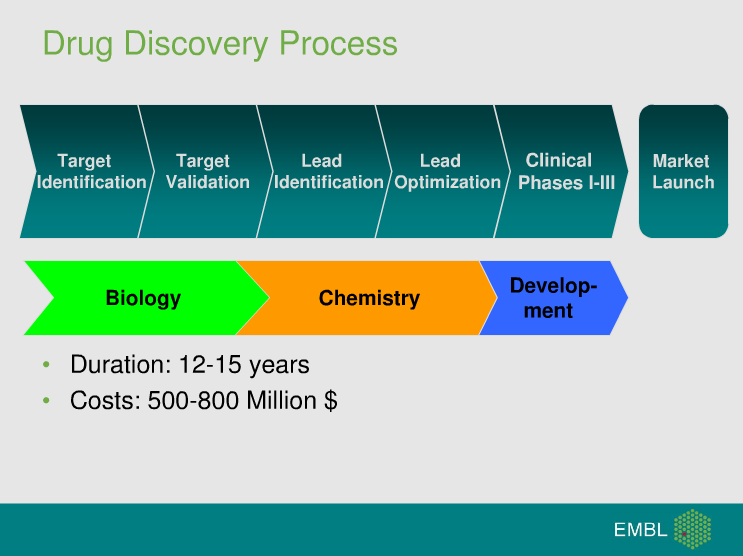 Drug Discovery Process
Target
Identification
Target
Validation
Lead
Identification
Lead
Optimization
Clinical
Phases I-III
Market
Launch
Biology
Chemistry
Develop-
ment
• Duration: 12-15 years
• Costs: 500-800 Million $
EMBL